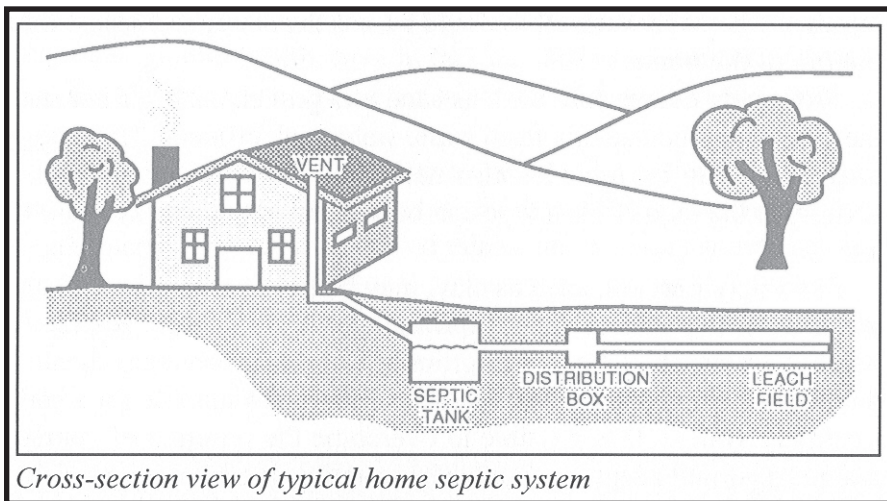 VENT
SEPTIC
TANK
DISTRIBUTION
BOX
LEACH
FIELD
Cross-section view of typical home septic system